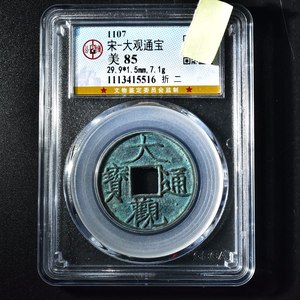 1107
宋-大观通宝
美 85
29.9*1.5mm,7.1g
1113415516 折 二
文物鉴定委员会监制
大觀通寶